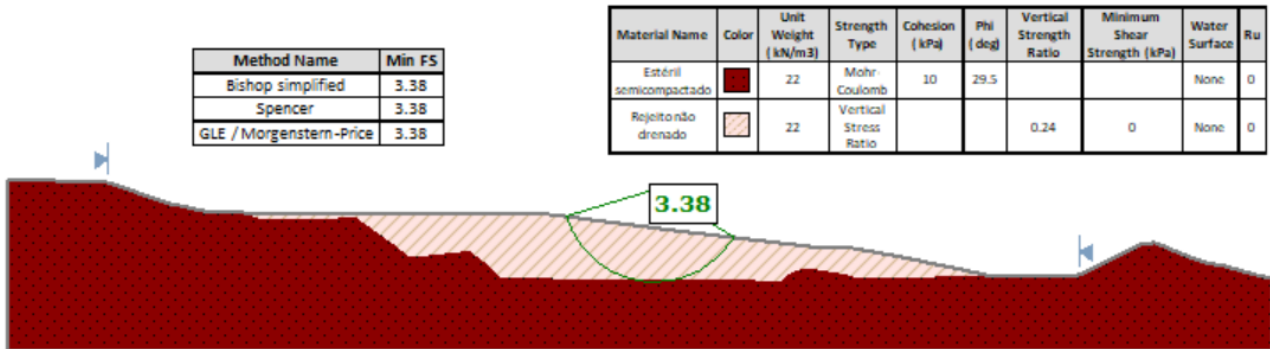 Method Name Min FS
Bishop simplified 3.38
Spencer 3.38
GLE / Morgenstern-Price 3.38
Material Name Color Unit Weight (kN/m3) Strength Type Cohesion (kPa) Phi (deg) Vertical Strength Ratio Minimum Shear Strength (kPa) Water Surface Ru
Estéril semicompactado 22 Mohr-Coulomb 10 29.5 None 0
Rejeito não drenado 22 Vertical Stress Ratio 0.24 0 None 0
3.38